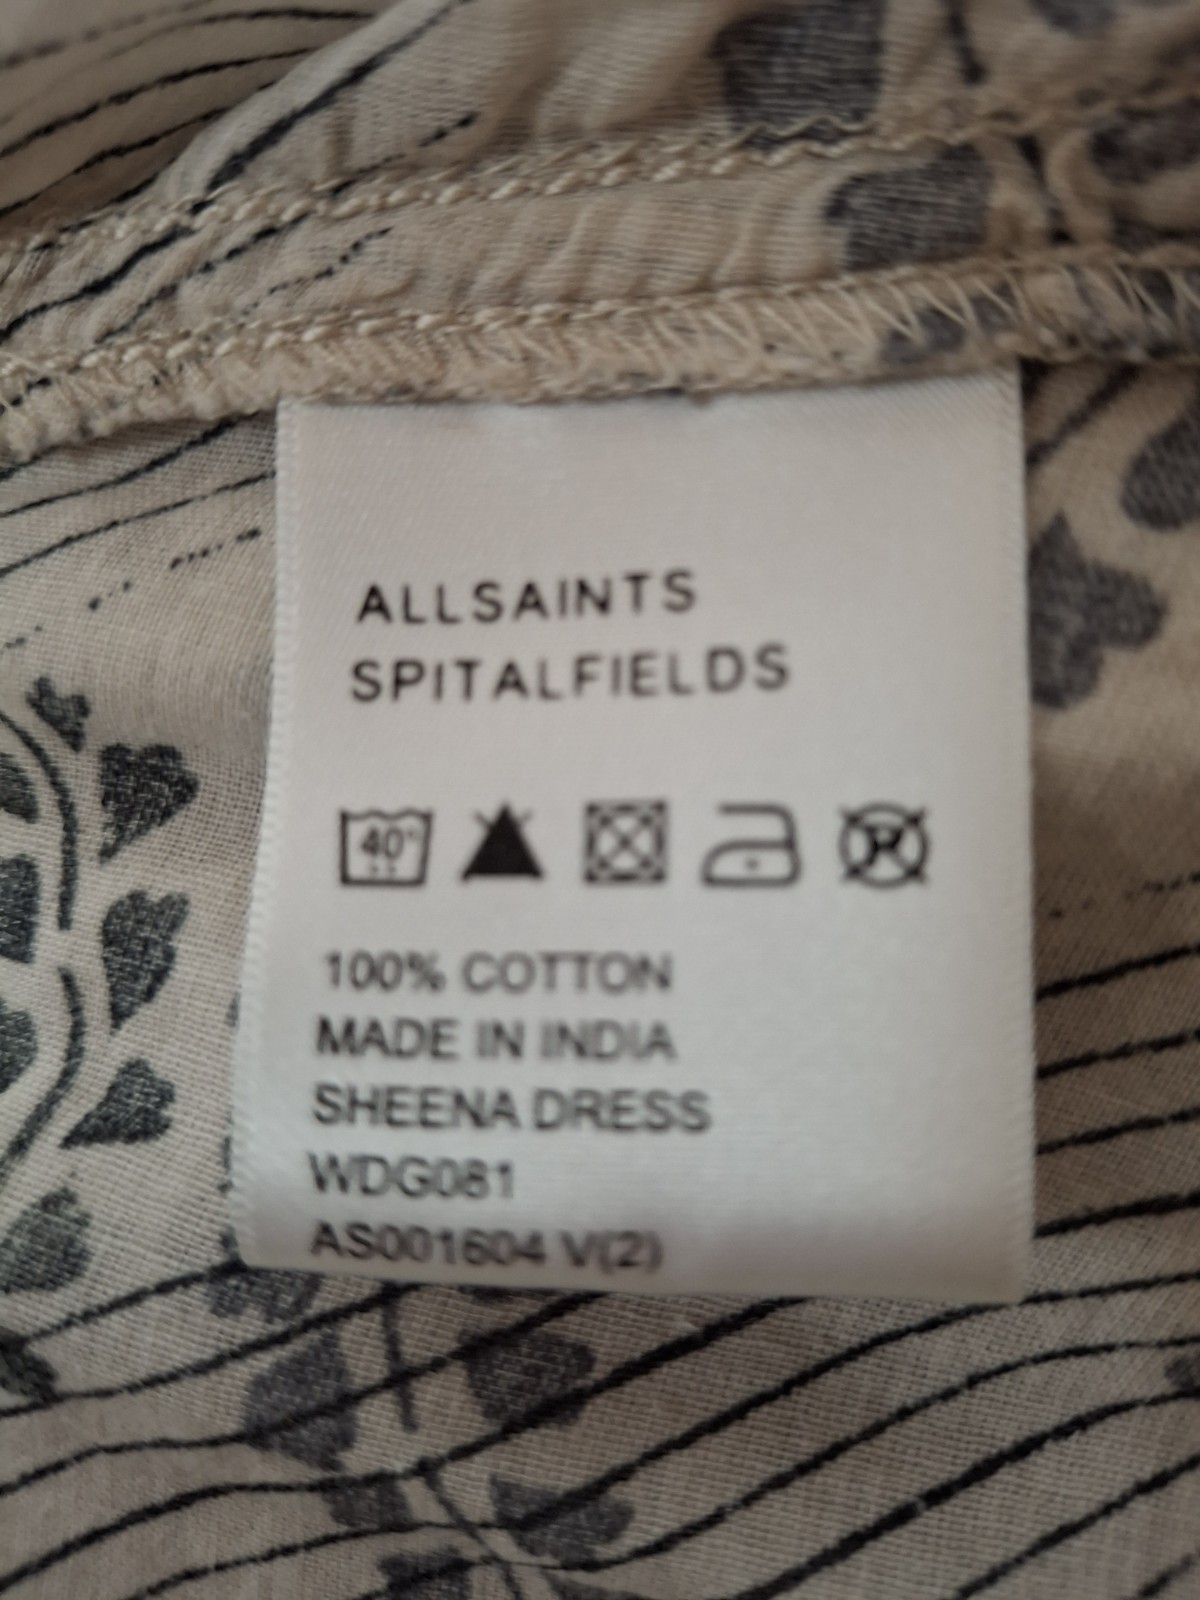 ALLSAINTS
SPITALFIELDS
40°
100% COTTON
MADE IN INDIA
SHEENA DRESS
WDG081
AS001604 V(2)